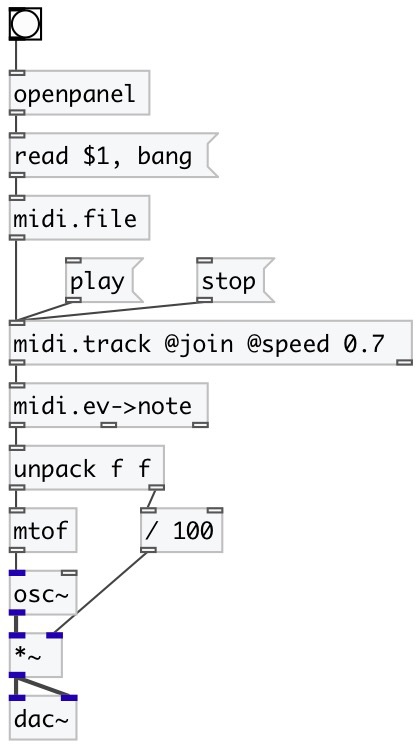 openpanel
read $1, bang
midi.file
play
stop
midi.track @join @speed 0.7
midi.ev->note
unpack f f
mtof
/ 100
osc~
*~
dac~